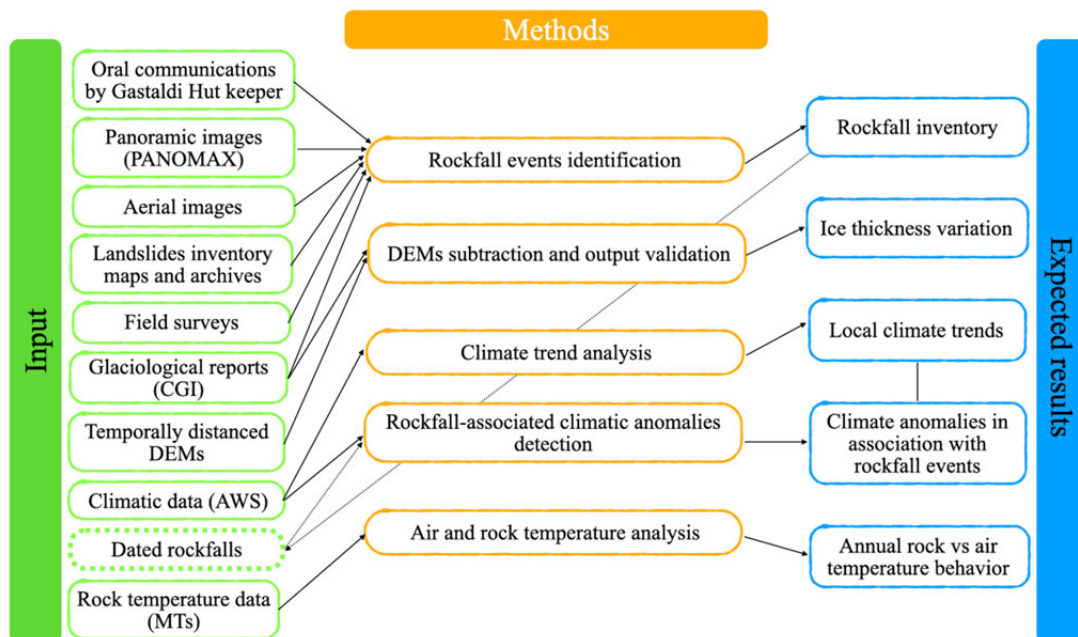 Methods
Input
Oral communications
by Gastaldi Hut keeper
Panoramic images
(PANOMAX)
Aerial images
Landslides inventory
maps and archives
Field surveys
Glaciological reports
(CGI)
Temporally distanced
DEMs
Climatic data (AWS)
Dated rockfalls
Rock temperature data
(MTs)
Rockfall events identification
DEMs subtraction and output validation
Climate trend analysis
Rockfall-associated climatic anomalies
detection
Air and rock temperature analysis
Rockfall inventory
Ice thickness variation
Local climate trends
Climate anomalies in
association with
rockfall events
Annual rock vs air
temperature behavior
Expected results